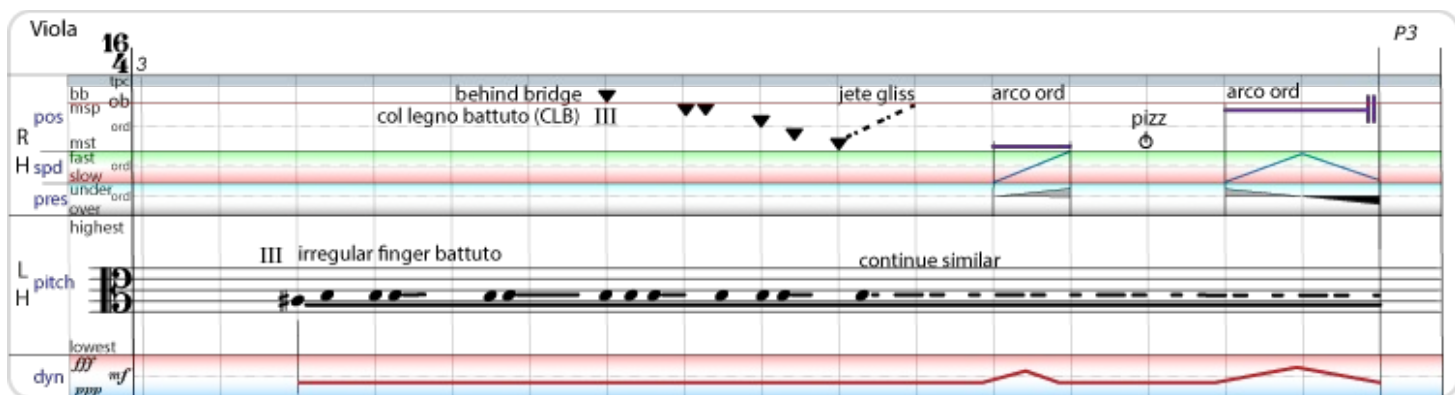 Viola
P3
16
4
3
tpc
bb
behind bridge
jete gliss
arco ord
arco ord
ob
msp
pos
col legno battuto (CLB) III
pizz
ord
R
mst
fast
H
spd
ord
slow
under
ord
pres
over
highest
III irregular finger battuto
continue similar
L
pitch
H
lowest
fff
dyn
mf
ppp